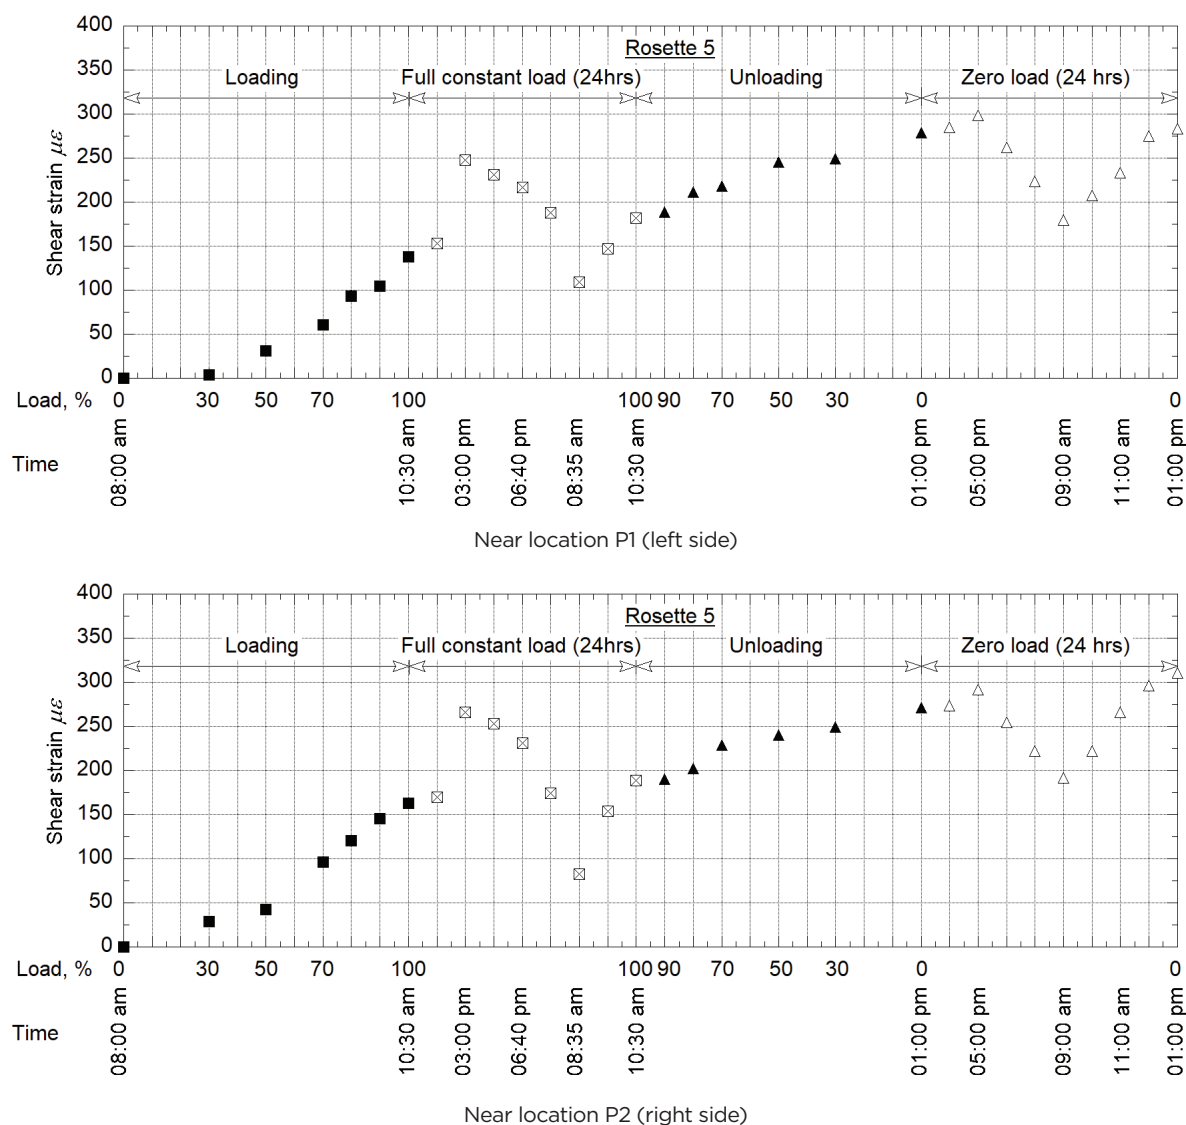 400
Rosette 5
350
Loading Full constant load (24hrs) Unloading Zero load (24 hrs)
300
250
200
150
100
50
0
Shear strain με
Load, % 0 30 50 70 100 100 90 70 50 30 0 0
Time 08:00 am 10:30 am 03:00 pm 06:40 pm 08:35 am 10:30 am 01:00 pm 05:00 pm 09:00 am 11:00 am 01:00 pm
Near location P1 (left side)
400
Rosette 5
350
Loading Full constant load (24hrs) Unloading Zero load (24 hrs)
300
250
200
150
100
50
0
Shear strain με
Load, % 0 30 50 70 100 100 90 70 50 30 0 0
Time 08:00 am 10:30 am 03:00 pm 06:40 pm 08:35 am 10:30 am 01:00 pm 05:00 pm 09:00 am 11:00 am 01:00 pm
Near location P2 (right side)